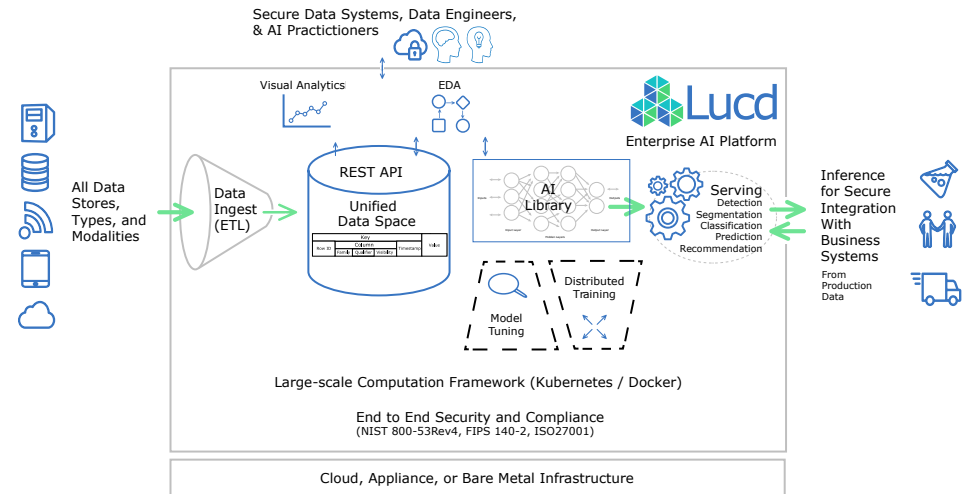 Secure Data Systems, Data Engineers,
& AI Practictioners
Visual Analytics
EDA
Lucd
Enterprise AI Platform
All Data
Stores,
Types, and
Modalities
Data
Ingest
(ETL)
REST API
Unified
Data Space
Key
Row ID
Column
Timestamp
Value
Family
Qualifier
Visibility
AI
Library
Serving
Detection
Segmentation
Classification
Prediction
Recommendation
Inference
for Secure
Integration
With
Business
Systems
From
Production
Data
Model
Tuning
Distributed
Training
Large-scale Computation Framework (Kubernetes / Docker)
End to End Security and Compliance
(NIST 800-53Rev4, FIPS 140-2, ISO27001)
Cloud, Appliance, or Bare Metal Infrastructure